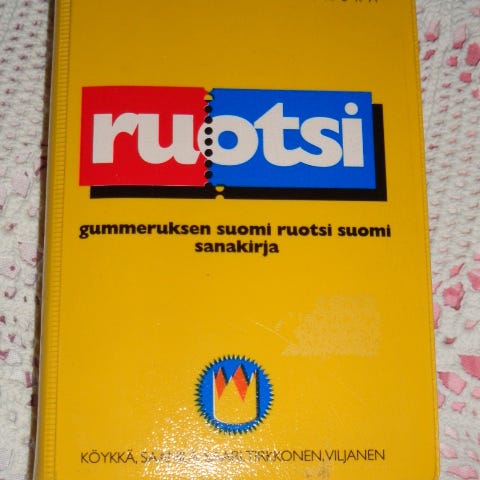 ruotsi
gummeruksen suomi ruotsi suomi
sanakirja
KÖYKKÄ, TIRKKONEN, VILJANEN